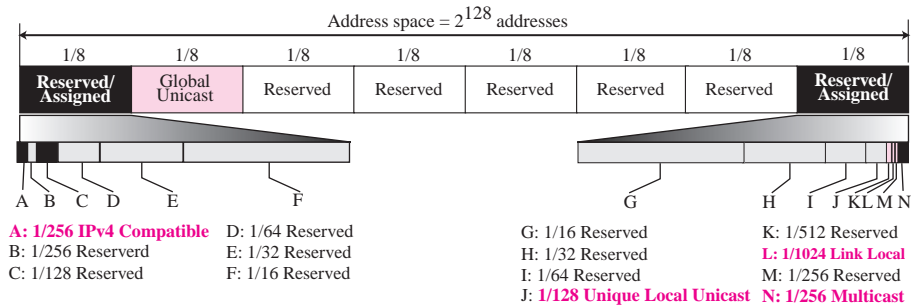 Address space = 2^128 addresses
1/8 1/8 1/8 1/8 1/8 1/8 1/8 1/8
Reserved/ Assigned
Global Unicast
Reserved
Reserved
Reserved
Reserved
Reserved
Reserved/ Assigned
A B C D E F G H I J K L M N
A: 1/256 IPv4 Compatible
B: 1/256 Reserverd
C: 1/128 Reserved
D: 1/64 Reserved
E: 1/32 Reserved
F: 1/16 Reserved
G: 1/16 Reserved
H: 1/32 Reserved
I: 1/64 Reserved
J: 1/128 Unique Local Unicast
K: 1/512 Reserved
L: 1/1024 Link Local
M: 1/256 Reserved
N: 1/256 Multicast